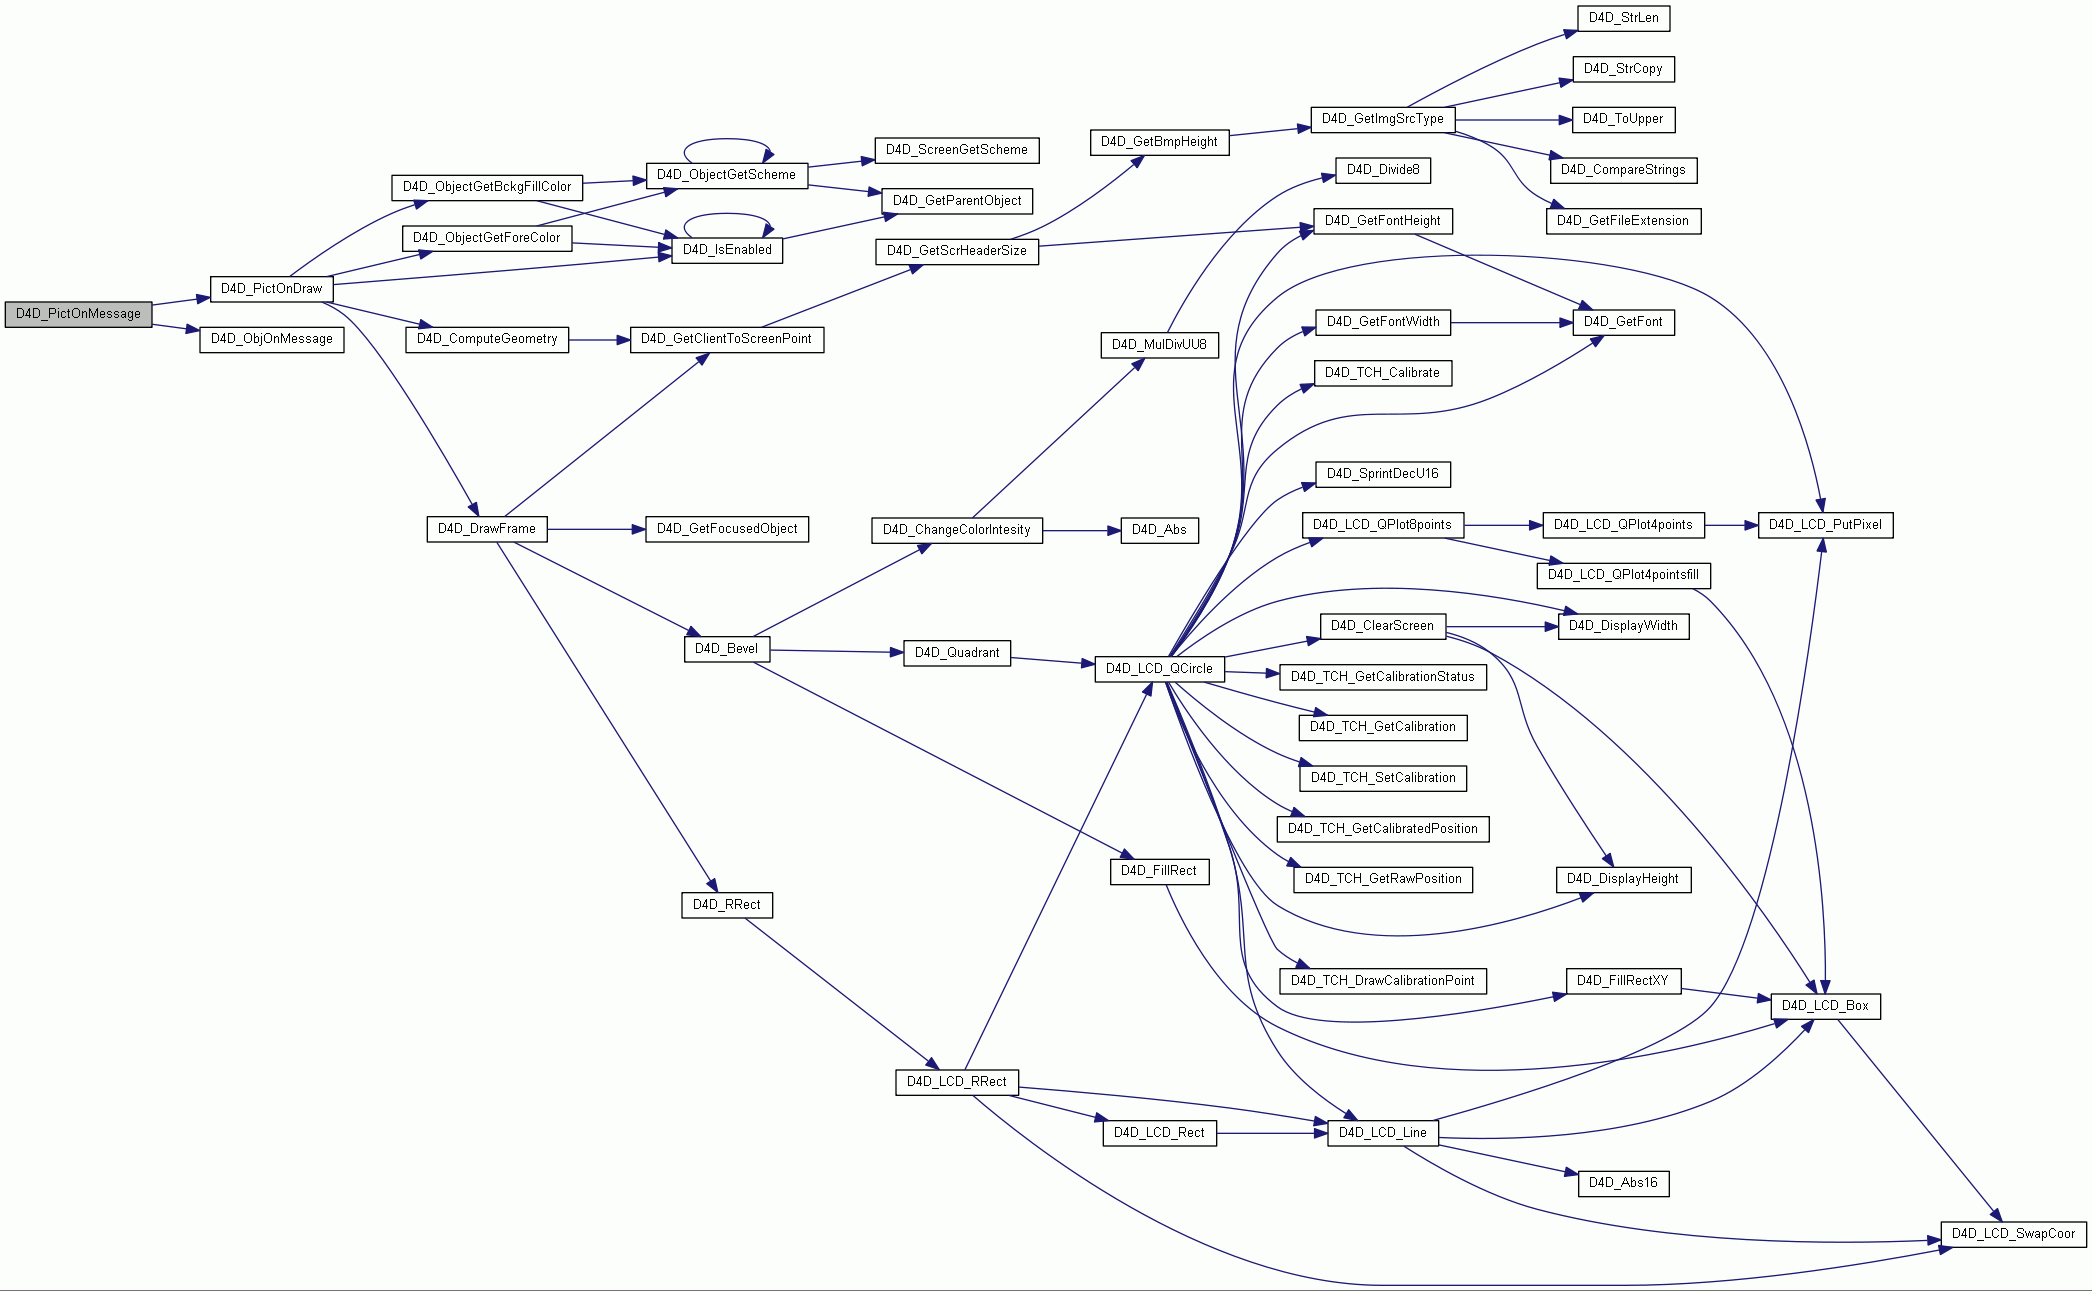 D4D_StrLen
D4D_StrCopy
D4D_GetImgSrcType
D4D_ToUpper
D4D_GetBmpHeight
D4D_ScreenGetScheme
D4D_Divide8
D4D_CompareStrings
D4D_ObjectGetScheme
D4D_ObjectGetBckgFillColor
D4D_GetParentObject
D4D_GetFontHeight
D4D_GetFileExtension
D4D_ObjectGetForeColor
D4D_IsEnabled
D4D_GetScrHeaderSize
D4D_PictOnDraw
D4D_PictOnMessage
D4D_GetFontWidth
D4D_GetFont
D4D_ObjOnMessage
D4D_ComputeGeometry
D4D_GetClientToScreenPoint
D4D_MulDivUU8
D4D_TCH_Calibrate
D4D_SprintDecU16
D4D_DrawFrame
D4D_GetFocusedObject
D4D_ChangeColorIntesity
D4D_Abs
D4D_LCD_QPlot8points
D4D_LCD_QPlot4points
D4D_LCD_PutPixel
D4D_LCD_QPlot4pointsfill
D4D_ClearScreen
D4D_DisplayWidth
D4D_Bevel
D4D_Quadrant
D4D_LCD_QCircle
D4D_TCH_GetCalibrationStatus
D4D_TCH_GetCalibration
D4D_TCH_SetCalibration
D4D_TCH_GetCalibratedPosition
D4D_FillRect
D4D_TCH_GetRawPosition
D4D_DisplayHeight
D4D_RRect
D4D_TCH_DrawCalibrationPoint
D4D_FillRectXY
D4D_LCD_Box
D4D_LCD_RRect
D4D_LCD_Rect
D4D_LCD_Line
D4D_Abs16
D4D_LCD_SwapCoor